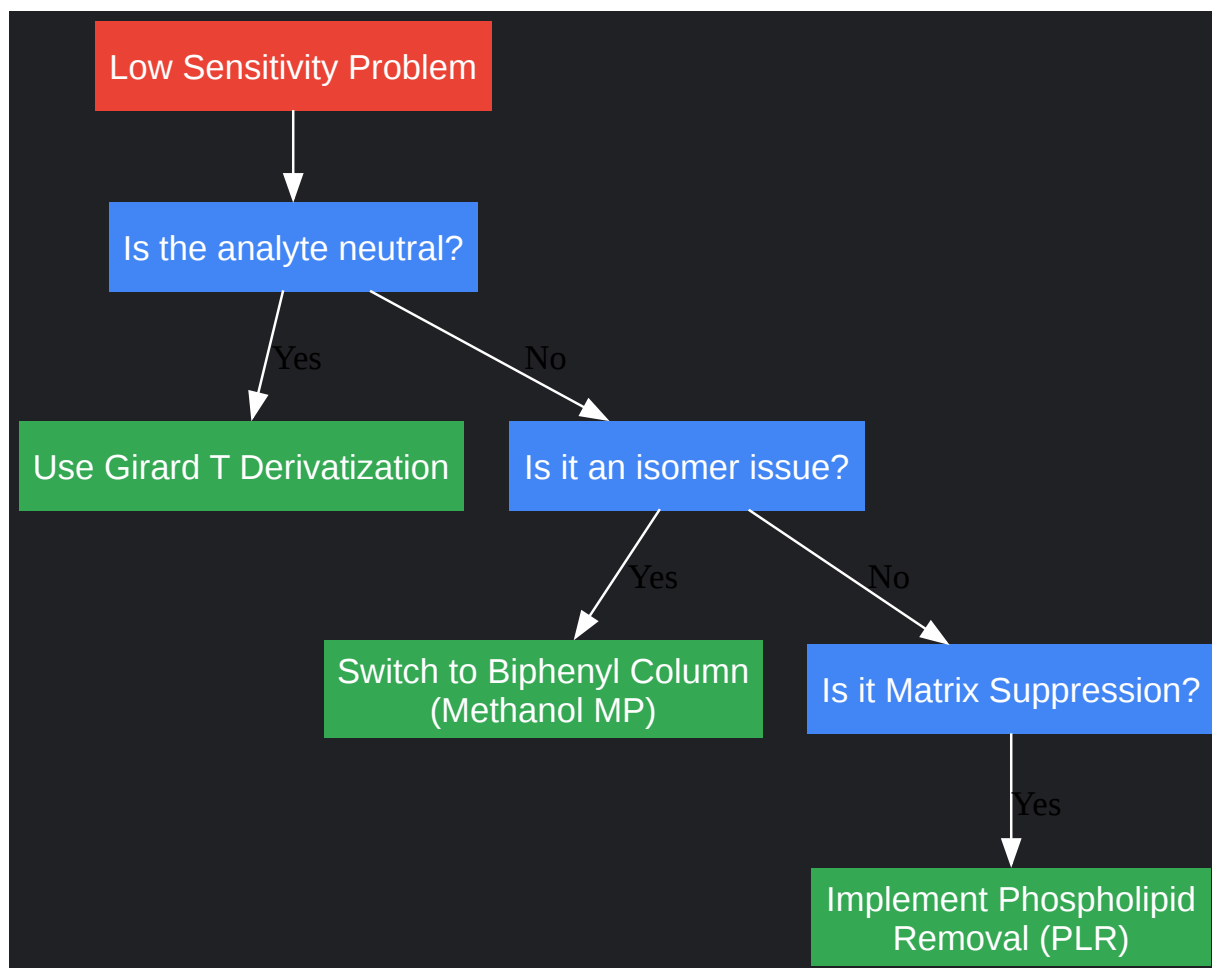 Low Sensitivity Problem
Is the analyte neutral?
Yes
No
Use Girard T Derivatization
Is it an isomer issue?
Yes
No
Switch to Biphenyl Column
(Methanol MP)
Is it Matrix Suppression?
Yes
Implement Phospholipid
Removal (PLR)